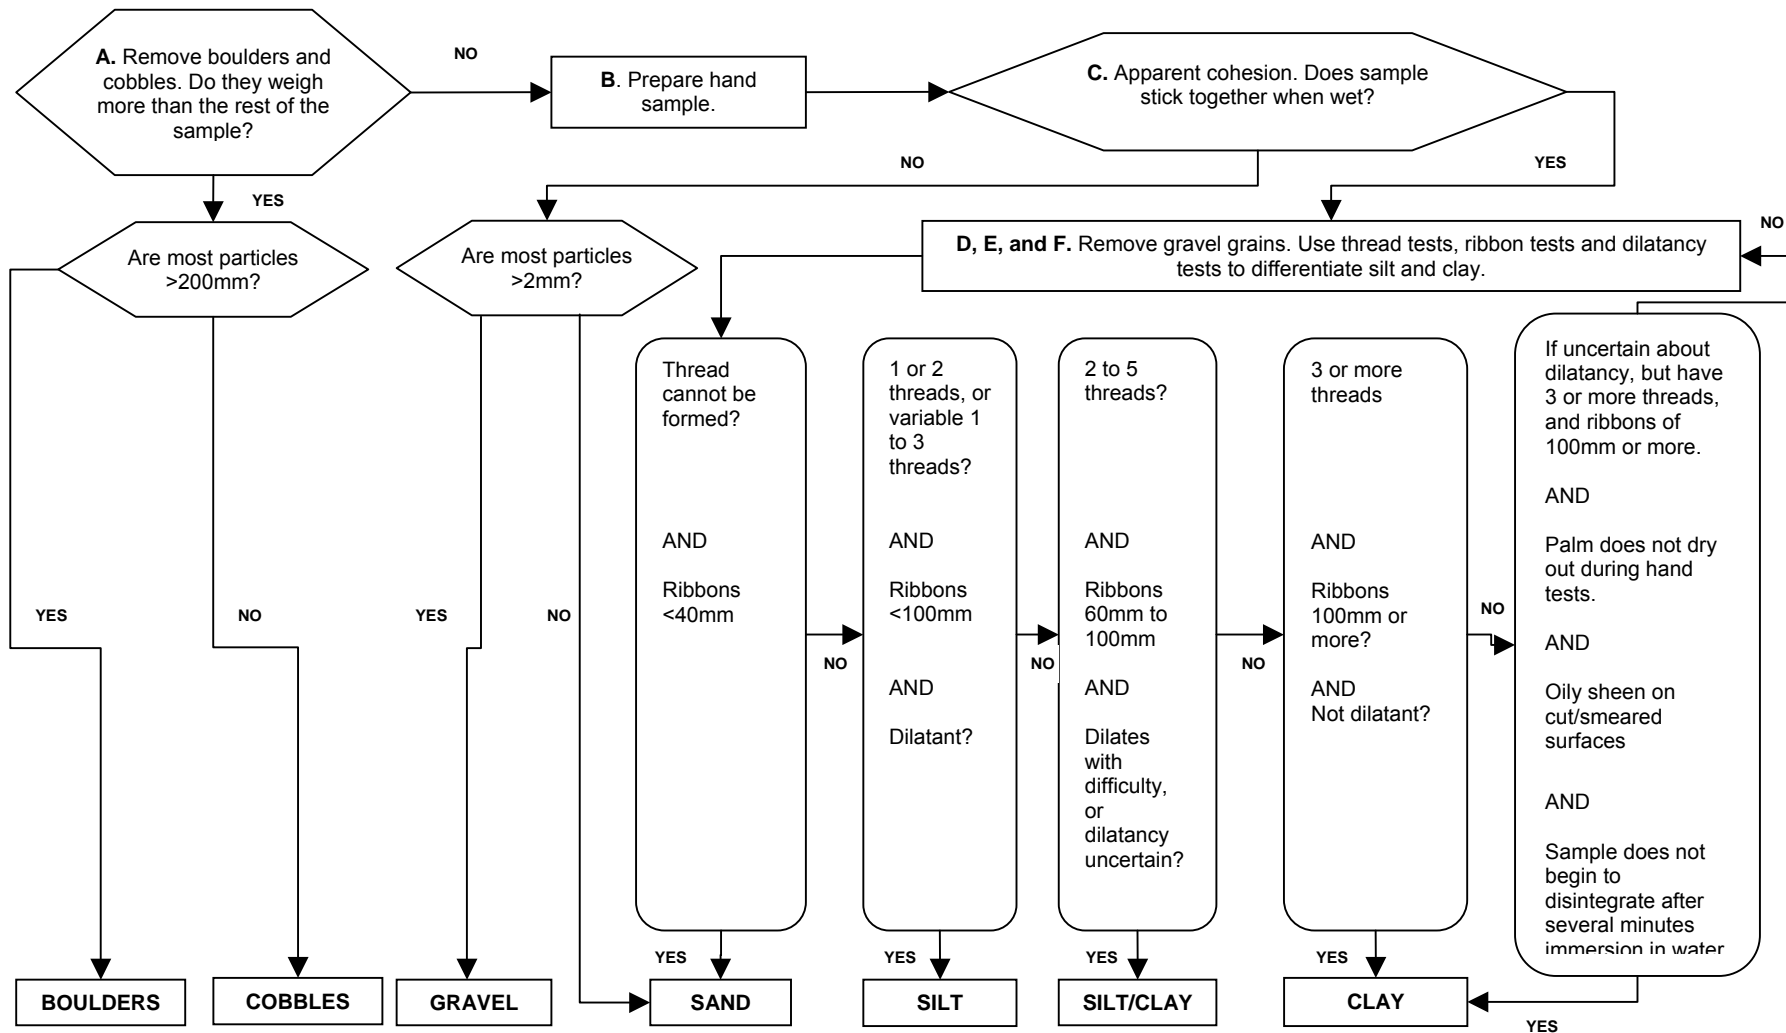 A. Remove boulders and
cobbles. Do they weigh
more than the rest of the
sample?
NO
B. Prepare hand
sample.
C. Apparent cohesion. Does sample
stick together when wet?
YES
NO
YES
Are most particles
>200mm?
Are most particles
>2mm?
D, E, and F. Remove gravel grains. Use thread tests, ribbon tests and dilatancy
tests to differentiate silt and clay.
NO
YES
NO
YES
NO
Thread
cannot be
formed?
AND
Ribbons
<40mm
NO
1 or 2
threads, or
variable 1
to 3
threads?
AND
Ribbons
<100mm
AND
Dilatant?
NO
2 to 5
threads?
AND
Ribbons
60mm to
100mm
AND
Dilates
with
difficulty,
or
dilatancy
uncertain?
NO
3 or more
threads
AND
Ribbons
100mm or
more?
AND
Not dilatant?
NO
If uncertain about
dilatancy, but have
3 or more threads,
and ribbons of
100mm or more.
AND
Palm does not dry
out during hand
tests.
AND
Oily sheen on
cut/smeared
surfaces
AND
Sample does not
begin to
disintegrate after
several minutes
immersion in water
YES
YES
YES
YES
BOULDERS
COBBLES
GRAVEL
SAND
SILT
SILT/CLAY
CLAY
YES